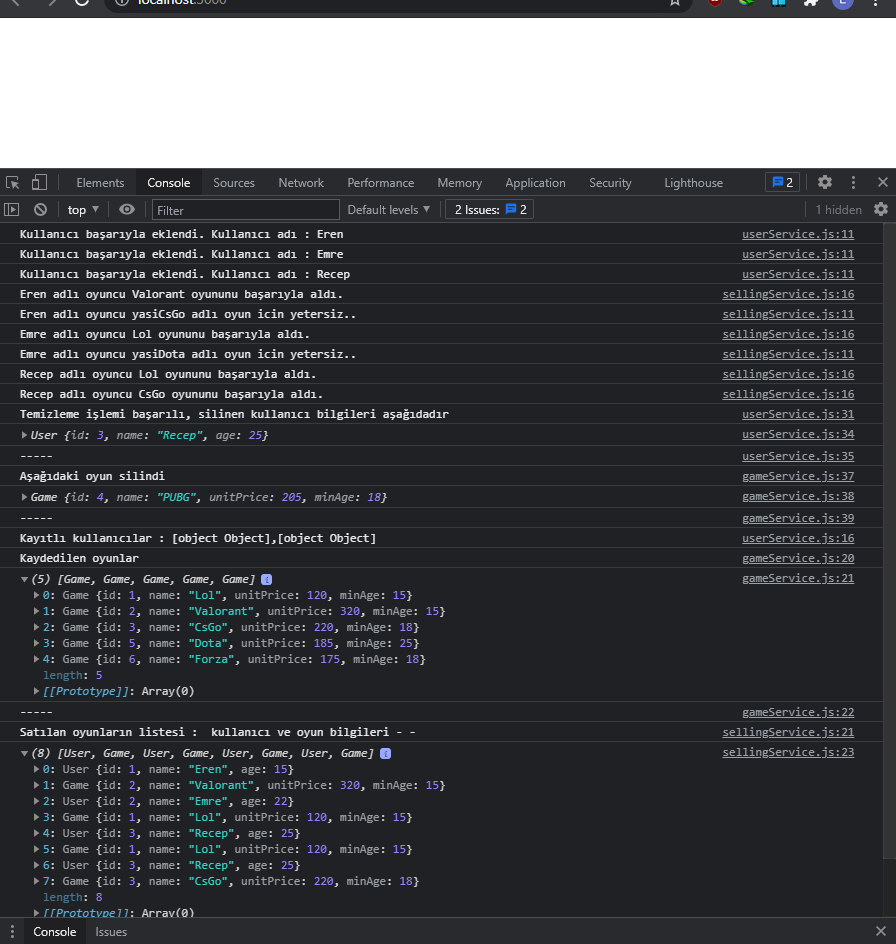 localhost:3000
E
Elements Console Sources Network Performance Memory Application Security Lighthouse 2
top Filter Default levels 2 Issues: 2 1 hidden
Kullanıcı başarıyla eklendi. Kullanıcı adı : Eren userService.js:11
Kullanıcı başarıyla eklendi. Kullanıcı adı : Emre userService.js:11
Kullanıcı başarıyla eklendi. Kullanıcı adı : Recep userService.js:11
Eren adlı oyuncu Valorant oyununu başarıyla aldı. sellingService.js:16
Eren adlı oyuncu yasiCsGo adlı oyun icin yetersiz.. sellingService.js:11
Emre adlı oyuncu Lol oyununu başarıyla aldı. sellingService.js:16
Emre adlı oyuncu yasiDota adlı oyun icin yetersiz.. sellingService.js:11
Recep adlı oyuncu Lol oyununu başarıyla aldı. sellingService.js:16
Recep adlı oyuncu CsGo oyununu başarıyla aldı. sellingService.js:16
Temizleme işlemi başarılı, silinen kullanıcı bilgileri aşağıdadır userService.js:31
User {id: 3, name: "Recep", age: 25} userService.js:34
----- userService.js:35
Aşağıdaki oyun silindi gameService.js:37
Game {id: 4, name: "PUBG", unitPrice: 205, minAge: 18} gameService.js:38
----- gameService.js:39
Kayıtlı kullanıcılar : [object Object],[object Object] userService.js:16
Kaydedilen oyunlar gameService.js:20
(5) [Game, Game, Game, Game, Game] i gameService.js:21
0: Game {id: 1, name: "Lol", unitPrice: 120, minAge: 15}
1: Game {id: 2, name: "Valorant", unitPrice: 320, minAge: 15}
2: Game {id: 3, name: "CsGo", unitPrice: 220, minAge: 18}
3: Game {id: 5, name: "Dota", unitPrice: 185, minAge: 25}
4: Game {id: 6, name: "Forza", unitPrice: 175, minAge: 18}
length: 5
[[Prototype]]: Array(0)
----- gameService.js:22
Satılan oyunların listesi :  kullanıcı ve oyun bilgileri - - sellingService.js:21
(8) [User, Game, User, Game, User, Game, User, Game] i sellingService.js:23
0: User {id: 1, name: "Eren", age: 15}
1: Game {id: 2, name: "Valorant", unitPrice: 320, minAge: 15}
2: User {id: 2, name: "Emre", age: 22}
3: Game {id: 1, name: "Lol", unitPrice: 120, minAge: 15}
4: User {id: 3, name: "Recep", age: 25}
5: Game {id: 1, name: "Lol", unitPrice: 120, minAge: 15}
6: User {id: 3, name: "Recep", age: 25}
7: Game {id: 3, name: "CsGo", unitPrice: 220, minAge: 18}
length: 8
[[Prototype]]: Array(0)
Console Issues